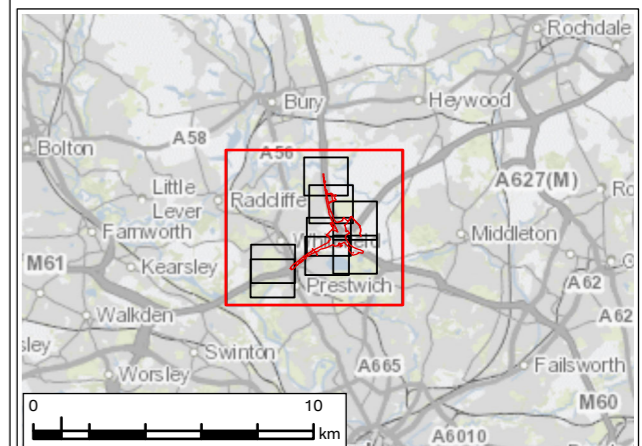 Rochdale
Bury
Heywood
Bolton
A58
A56
A627(M)
Little
Lever
Radcliffe
Ro
Farnworth
Middleton
M61
Kearsley
A62
Prestwich
Walkden
A62
sley
Swinton
Worsley
A665
Failsworth
M60
A6010
0
10
km